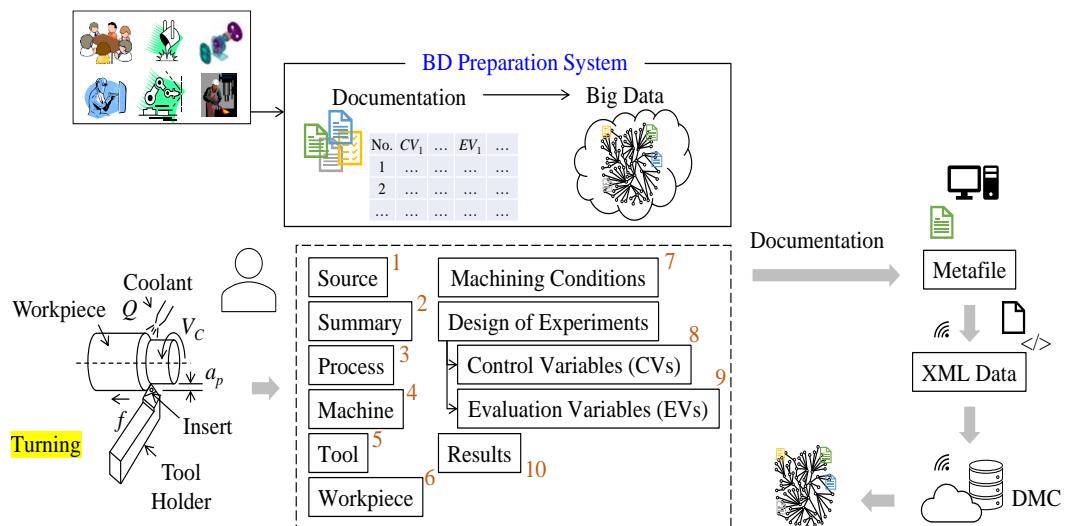 BD Preparation System
Documentation
Big Data
No. CV1 … EV1 …
1 … … … …
2 … … … …
… … … … …
Coolant
Workpiece
Q
VC
ap
f
Insert
Turning
Tool
Holder
Source
1
Summary
2
Process
3
Machine
4
Tool
5
Workpiece
6
Machining Conditions
7
Design of Experiments
Control Variables (CVs)
8
Evaluation Variables (EVs)
9
Results
10
Documentation
Metafile
</>
XML Data
DMC